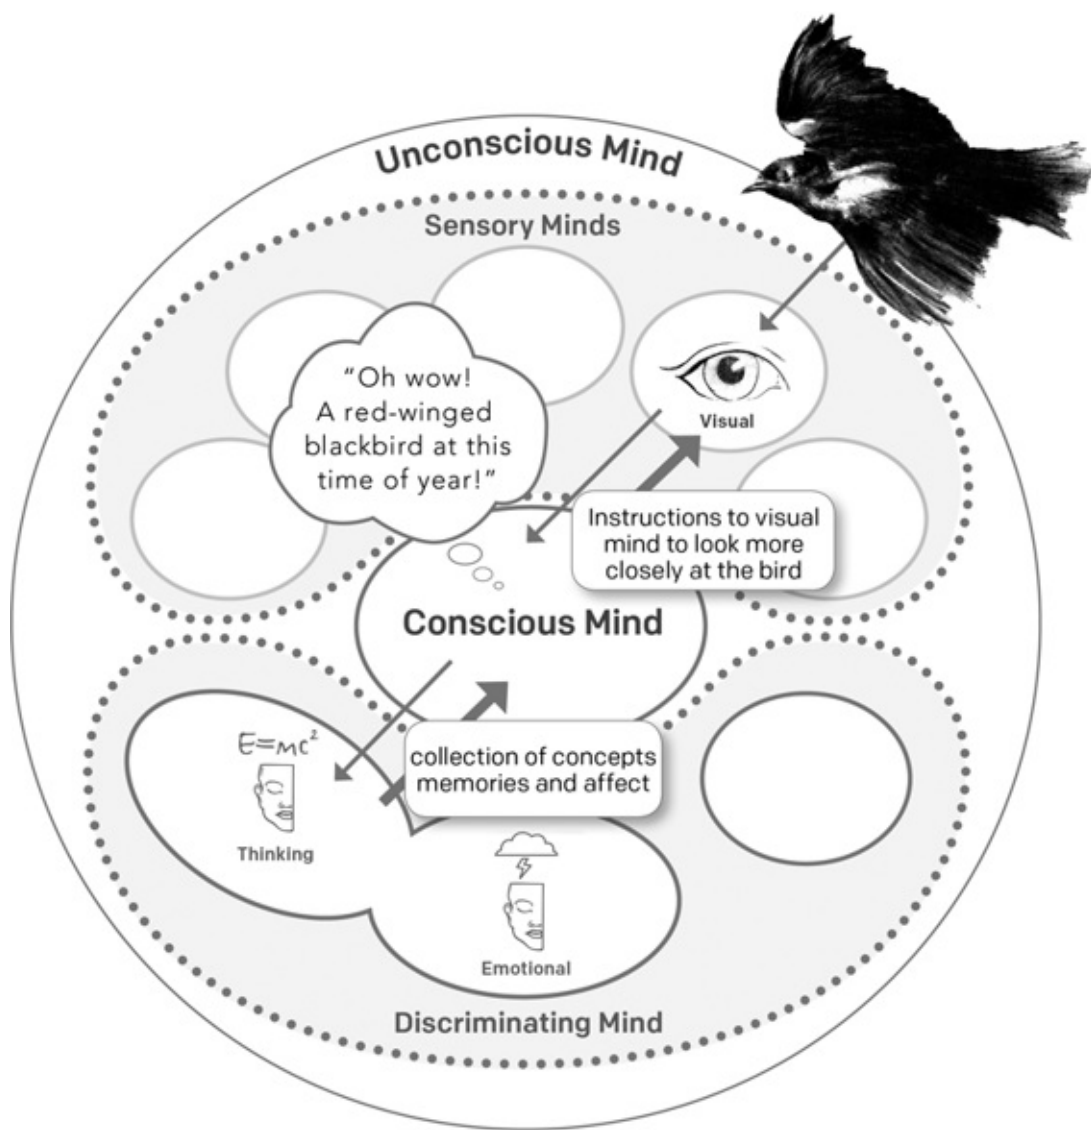 Unconscious Mind
Sensory Minds
"Oh wow!
A red-winged
blackbird at this
time of year!"
Visual
Instructions to visual
mind to look more
closely at the bird
Conscious Mind
collection of concepts
memories and affect
E=mc²
Thinking
Emotional
Discriminating Mind